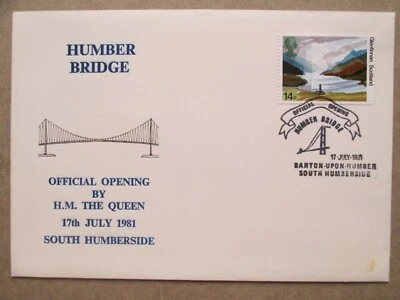 HUMBER
BRIDGE
OFFICIAL OPENING
BY
H.M. THE QUEEN
17th JULY 1981
SOUTH HUMBERSIDE
Glenfinnan, Scotland
14P
OFFICIAL OPENING
HUMBER BRIDGE
17 JULY 1981
BARTON-UPON-HUMBER
SOUTH HUMBERSIDE